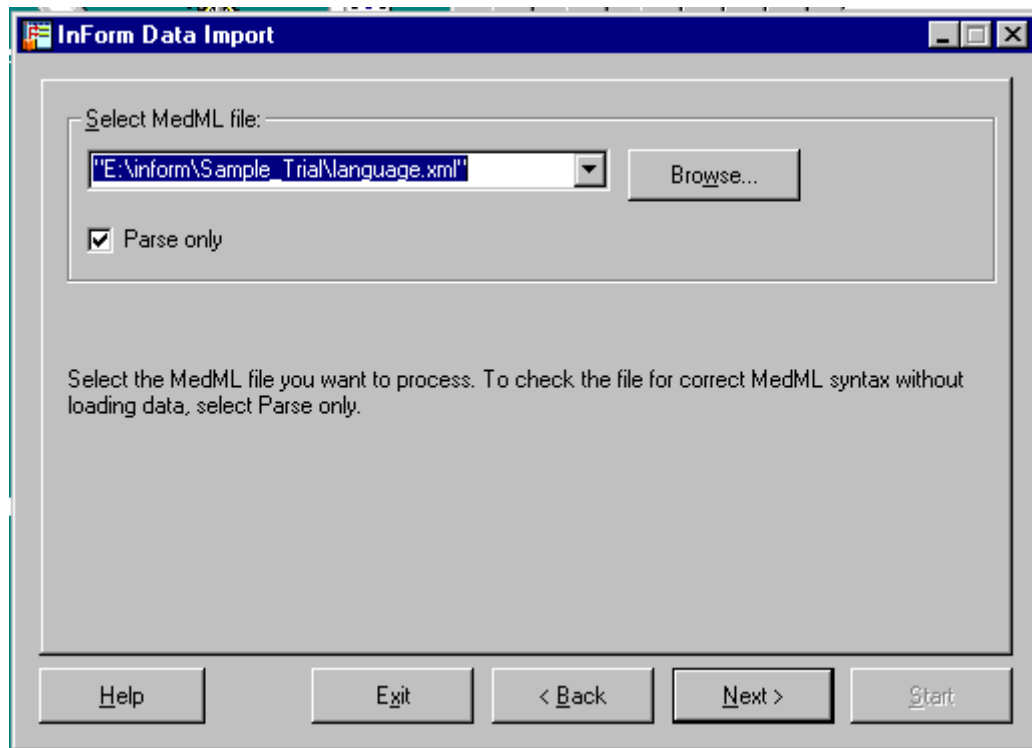 InForm Data Import
Select MedML file:
"E:\inform\Sample_Trial\language.xml"
Browse...
Parse only
Select the MedML file you want to process. To check the file for correct MedML syntax without
loading data, select Parse only.
Help Exit < Back Next > Start